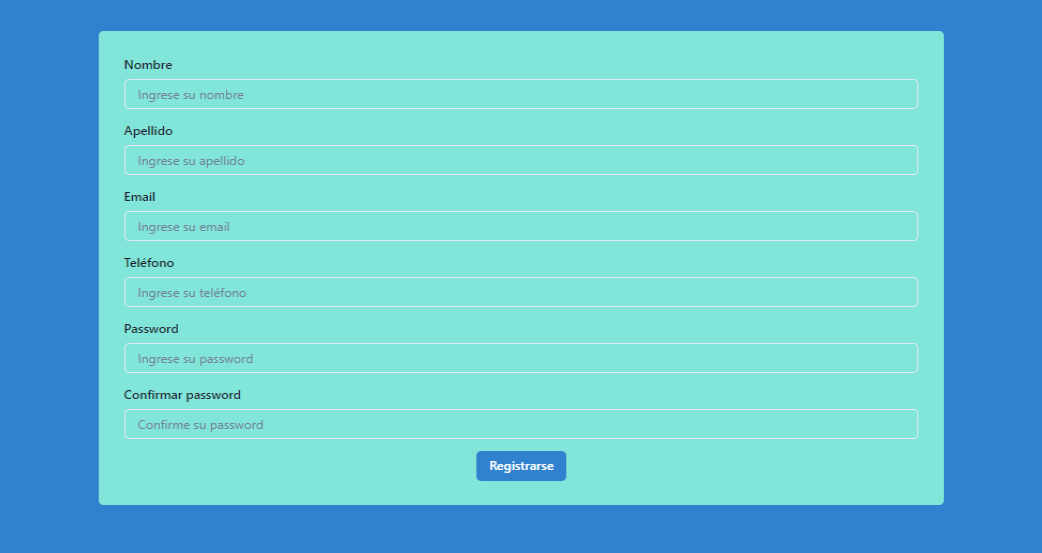 Nombre
Ingrese su nombre
Apellido
Ingrese su apellido
Email
Ingrese su email
Teléfono
Ingrese su teléfono
Password
Ingrese su password
Confirmar password
Confirme su password
Registrarse